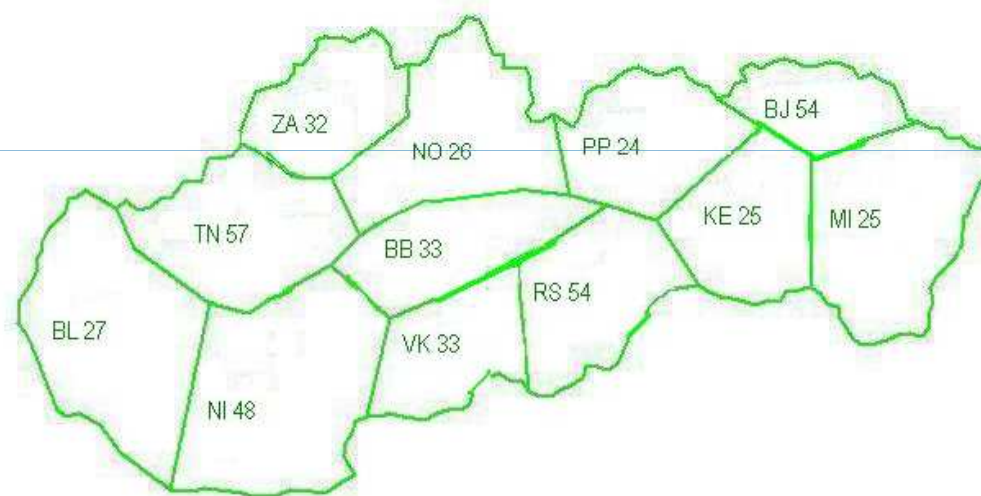 ZA 32
NO 26
PP 24
BJ 54
TN 57
BB 33
KE 25
MI 25
BL 27
NI 48
VK 33
RS 54